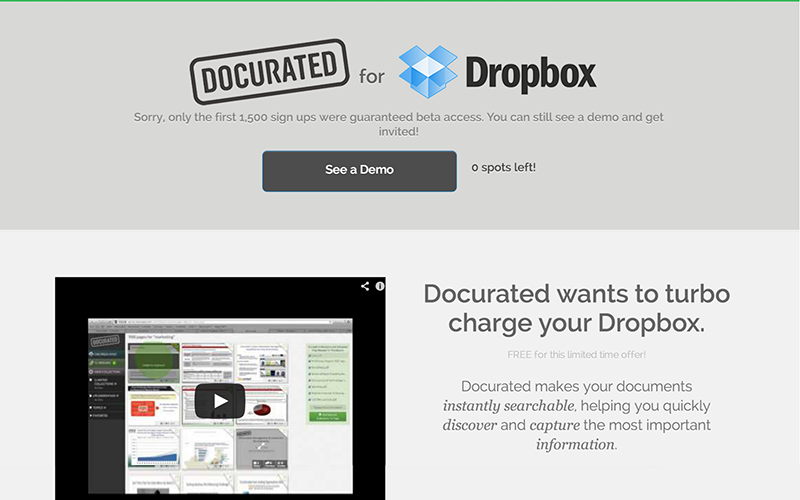 DOCURATED for Dropbox
Sorry, only the first 1,500 sign ups were guaranteed beta access. You can still see a demo and get
invited!
See a Demo
0 spots left!
DOCURATED
Docurated wants to turbo
charge your Dropbox.
FREE for this limited time offer!
Docurated makes your documents
instantly searchable, helping you quickly
discover and capture the most important
information.